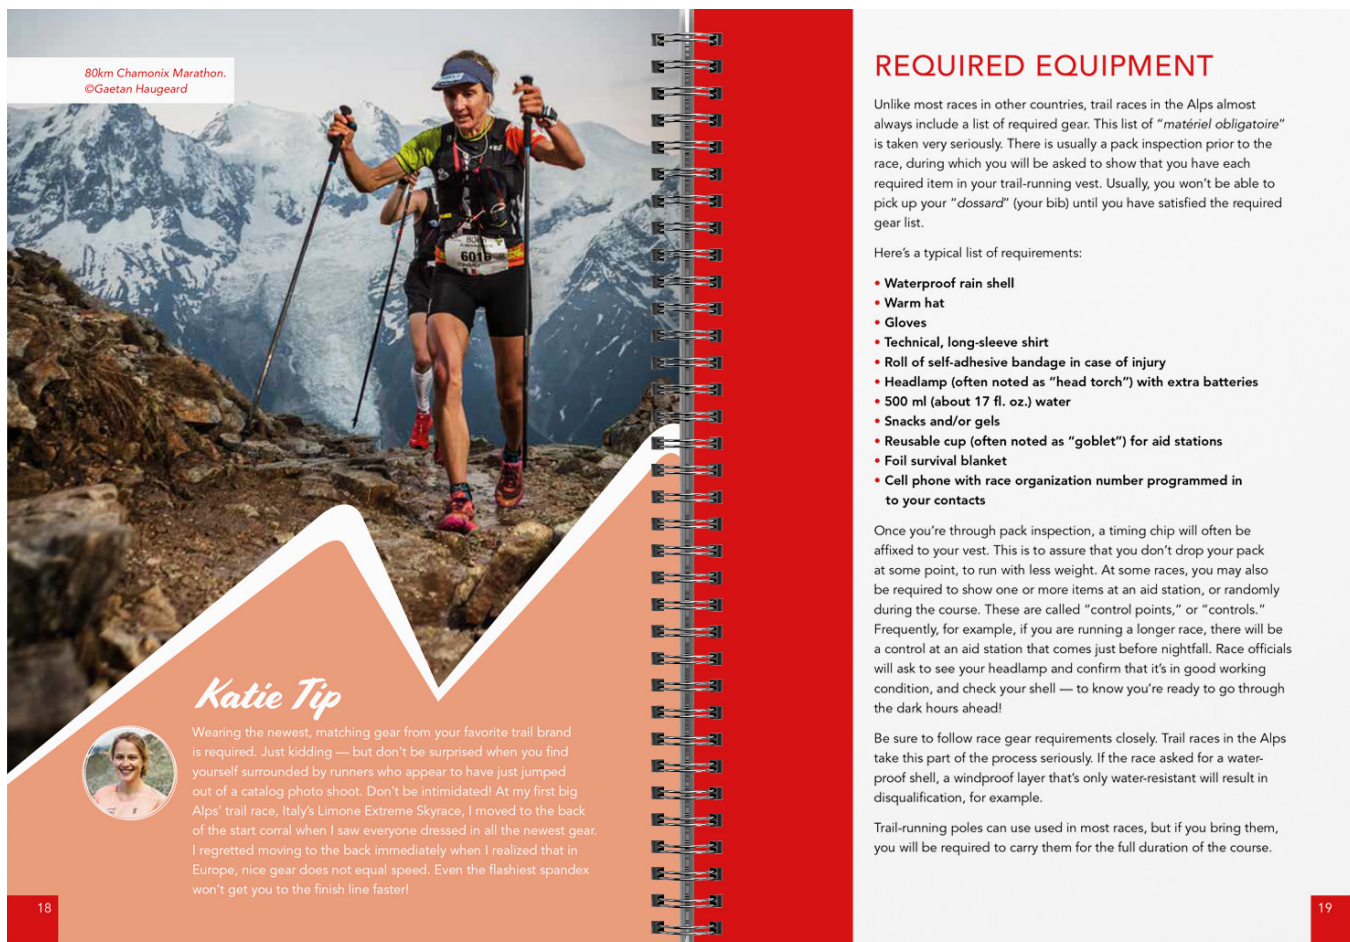 80km Chamonix Marathon.
©Gaetan Haugeard
6019
Katie Tip
Wearing the newest, matching gear from your favorite trail brand
is required. Just kidding — but don't be surprised when you find
yourself surrounded by runners who appear to have just jumped
out of a catalog photo shoot. Don't be intimidated! At my first big
Alps' trail race, Italy's Limone Extreme Skyrace, I moved to the back
of the start corral when I saw everyone dressed in all the newest gear.
I regretted moving to the back immediately when I realized that in
Europe, nice gear does not equal speed. Even the flashiest spandex
won't get you to the finish line faster!
18
REQUIRED EQUIPMENT
Unlike most races in other countries, trail races in the Alps almost
always include a list of required gear. This list of "matériel obligatoire"
is taken very seriously. There is usually a pack inspection prior to the
race, during which you will be asked to show that you have each
required item in your trail-running vest. Usually, you won't be able to
pick up your "dossard" (your bib) until you have satisfied the required
gear list.
Here's a typical list of requirements:
• Waterproof rain shell
• Warm hat
• Gloves
• Technical, long-sleeve shirt
• Roll of self-adhesive bandage in case of injury
• Headlamp (often noted as "head torch") with extra batteries
• 500 ml (about 17 fl. oz.) water
• Snacks and/or gels
• Reusable cup (often noted as "goblet") for aid stations
• Foil survival blanket
• Cell phone with race organization number programmed in
to your contacts
Once you're through pack inspection, a timing chip will often be
affixed to your vest. This is to assure that you don't drop your pack
at some point, to run with less weight. At some races, you may also
be required to show one or more items at an aid station, or randomly
during the course. These are called "control points," or "controls."
Frequently, for example, if you are running a longer race, there will be
a control at an aid station that comes just before nightfall. Race officials
will ask to see your headlamp and confirm that it's in good working
condition, and check your shell — to know you're ready to go through
the dark hours ahead!
Be sure to follow race gear requirements closely. Trail races in the Alps
take this part of the process seriously. If the race asked for a water-
proof shell, a windproof layer that's only water-resistant will result in
disqualification, for example.
Trail-running poles can use used in most races, but if you bring them,
you will be required to carry them for the full duration of the course.
19